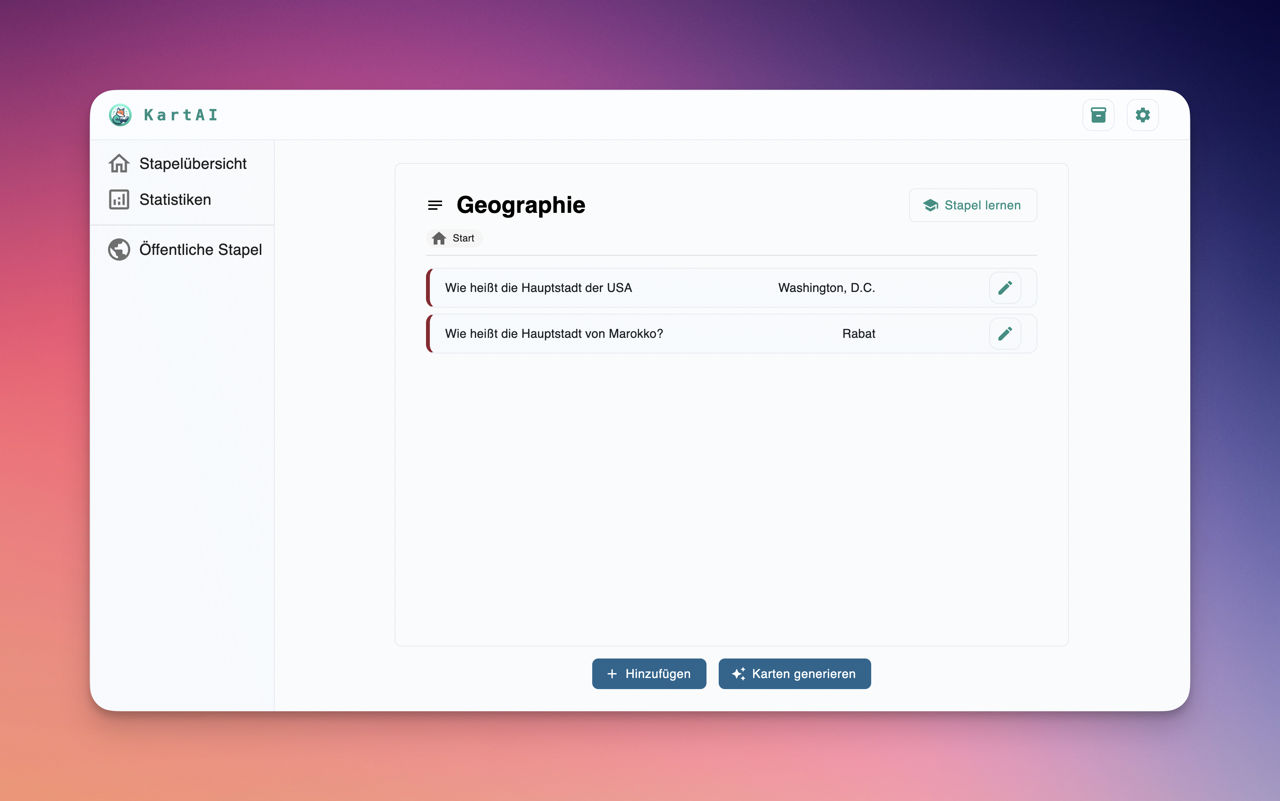 KartAI
Stapelübersicht
Statistiken
Öffentliche Stapel
Geographie
Stapel lernen
Start
Wie heißt die Hauptstadt der USA
Washington, D.C.
Wie heißt die Hauptstadt von Marokko?
Rabat
Hinzufügen
Karten generieren